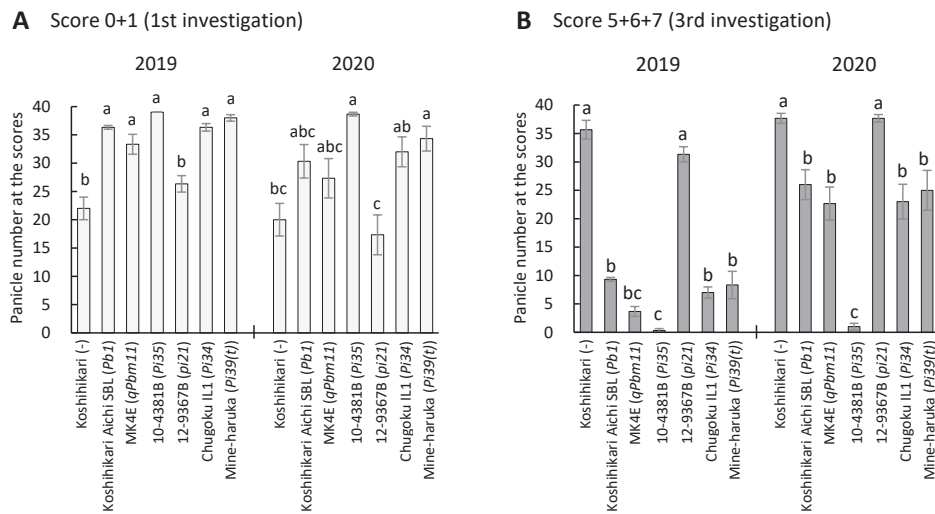 A Score 0+1 (1st investigation)
2019 2020
Panicle number at the scores
40
35
30
25
20
15
10
5
0
b a a a b a a bc abc abc a c ab a
Koshihikari (-)
Koshihikari Aichi SBL (Pb1)
MK4E (qPbm11)
10-4381B (Pi35)
12-9367B (pi21)
Chugoku IL1 (Pi34)
Mine-haruka (Pi39(t))
Koshihikari (-)
Koshihikari Aichi SBL (Pb1)
MK4E (qPbm11)
10-4381B (Pi35)
12-9367B (pi21)
Chugoku IL1 (Pi34)
Mine-haruka (Pi39(t))
B Score 5+6+7 (3rd investigation)
2019 2020
Panicle number at the scores
40
35
30
25
20
15
10
5
0
a b bc c a b b a b b c a b b
Koshihikari (-)
Koshihikari Aichi SBL (Pb1)
MK4E (qPbm11)
10-4381B (Pi35)
12-9367B (pi21)
Chugoku IL1 (Pi34)
Mine-haruka (Pi39(t))
Koshihikari (-)
Koshihikari Aichi SBL (Pb1)
MK4E (qPbm11)
10-4381B (Pi35)
12-9367B (pi21)
Chugoku IL1 (Pi34)
Mine-haruka (Pi39(t))